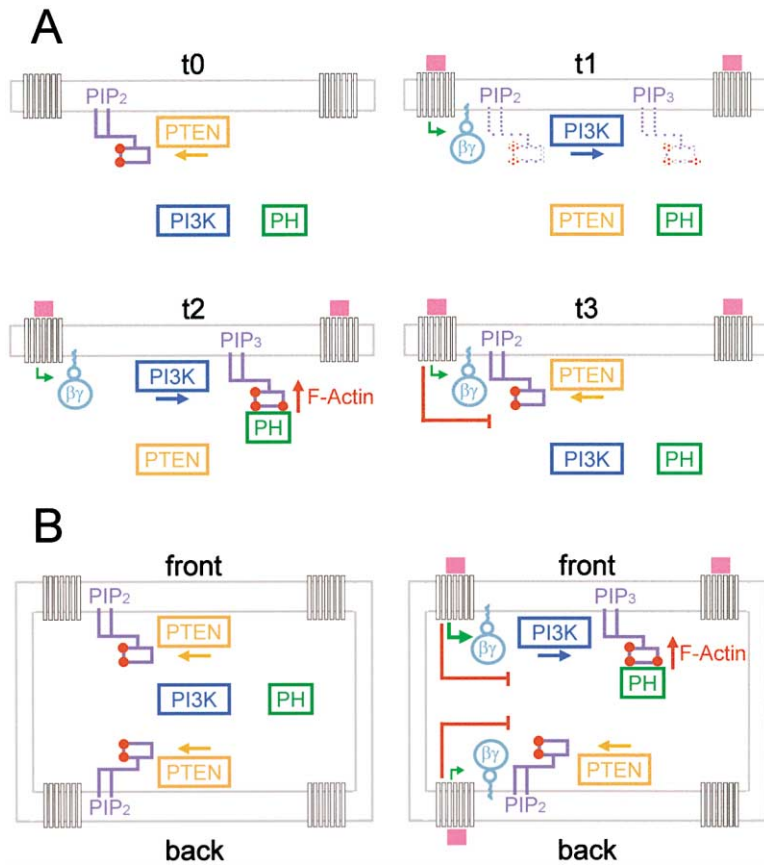 A
t0
PIP2
PTEN
PI3K PH
t1
PIP2 PIP3
PI3K
βγ
PTEN PH
t2
PIP3
PI3K
βγ
F-Actin
PH
PTEN
t3
PIP2
PTEN
βγ
PI3K PH
B
front
PIP2
PTEN
PI3K PH
PTEN
PIP2
back
front
PIP3
PI3K
βγ
F-Actin
PH
βγ
PTEN
PIP2
back